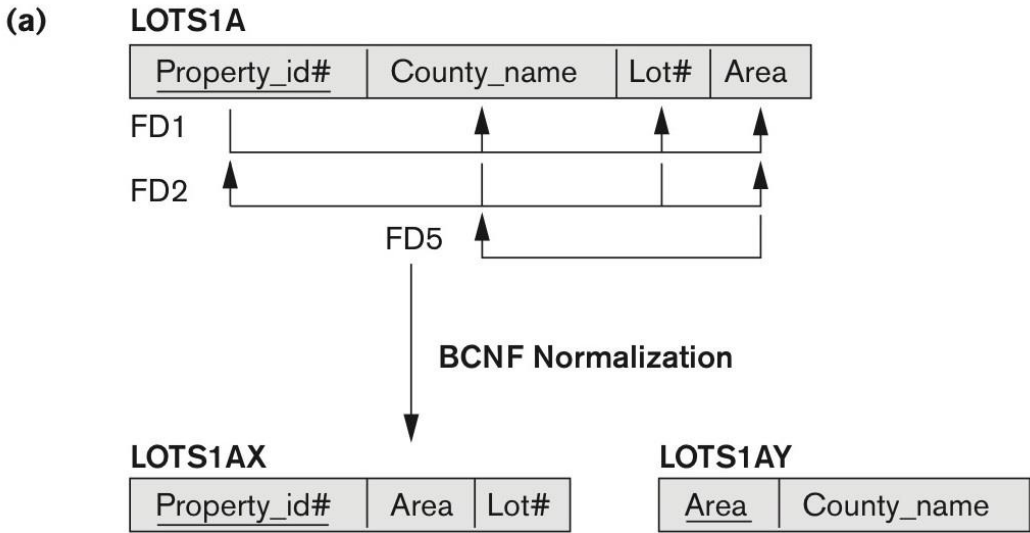 (a) LOTS1A
Property_id# County_name Lot# Area
FD1
FD2
FD5
BCNF Normalization
LOTS1AX LOTS1AY
Property_id# Area Lot# Area County_name